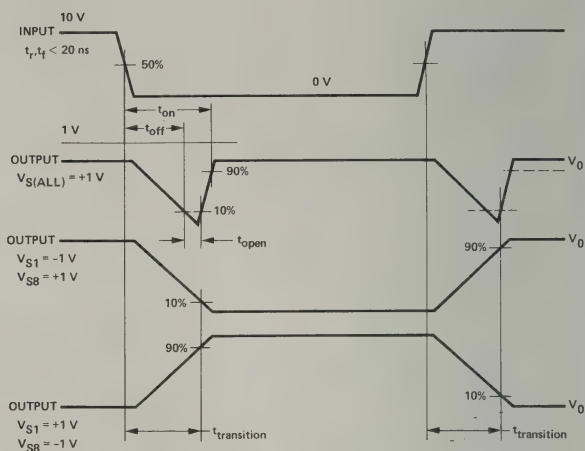 10 V
INPUT
t_r, t_f < 20 ns
50%
0 V
t_on
t_off
1 V
OUTPUT
V_S(ALL) = +1 V
V_0
90%
10%
t_open
OUTPUT
V_S1 = -1 V
V_S8 = +1 V
90%
V_0
10%
90%
OUTPUT
V_S1 = +1 V
V_S8 = -1 V
10%
V_0
t_transition
t_transition